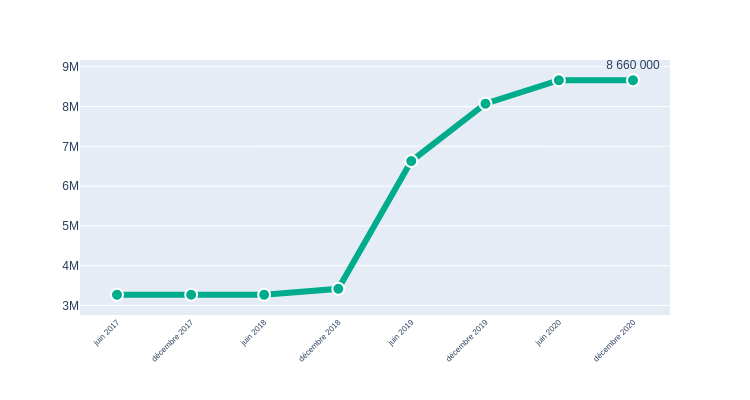 8 660 000
9M
8M
7M
6M
5M
4M
3M
juin 2017
décembre 2017
juin 2018
décembre 2018
juin 2019
décembre 2019
juin 2020
décembre 2020